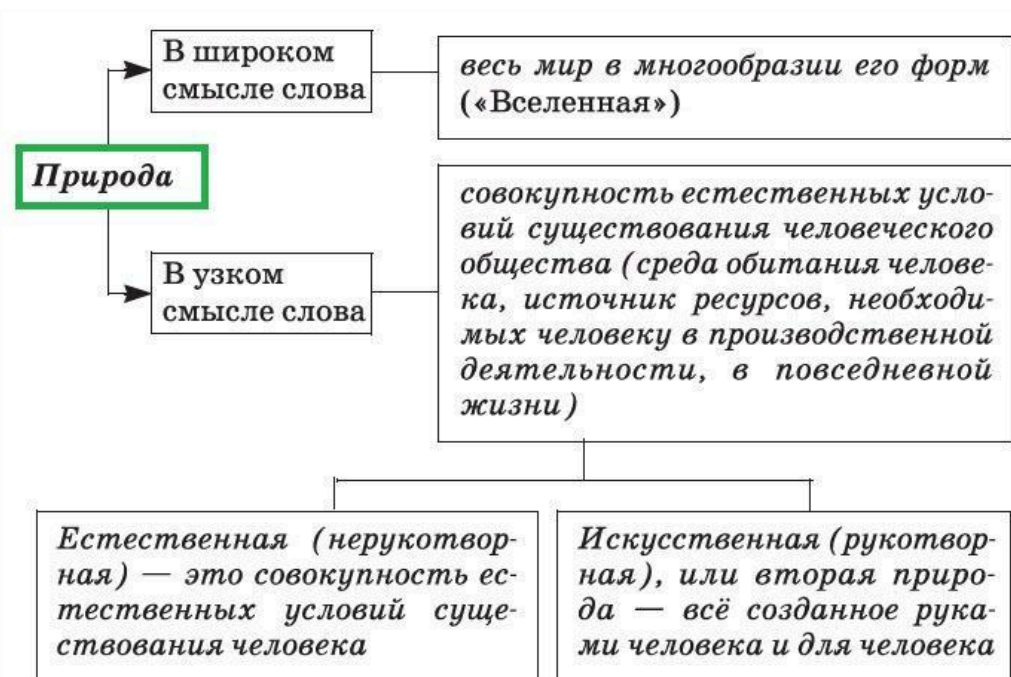 В широком
смысле слова
весь мир в многообразии его форм
(«Вселенная»)
Природа
В узком
смысле слова
совокупность естественных усло-
вий существования человеческого
общества (среда обитания челове-
ка, источник ресурсов, необходи-
мых человеку в производственной
деятельности, в повседневной
жизни)
Естественная (нерукотвор-
ная) — это совокупность ес-
тественных условий суще-
ствования человека
Искусственная (рукотвор-
ная), или вторая приро-
да — всё созданное рука-
ми человека и для человека